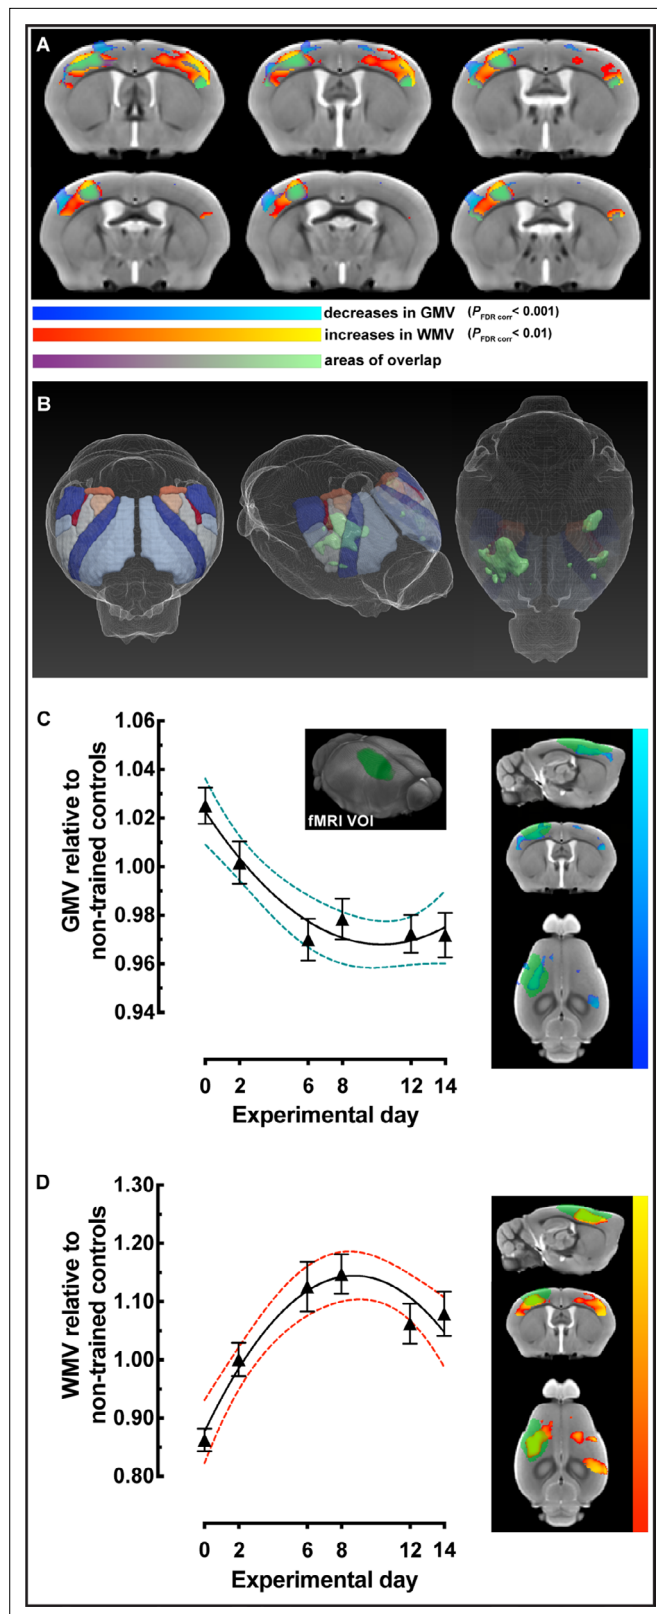 A
decreases in GMV (P FDR corr < 0.001)
increases in WMV (P FDR corr < 0.01)
areas of overlap
B
C
1.06
1.04
1.02
1.00
0.98
0.96
0.94
GMV relative to
non-trained controls
fMRI VOI
0 2 6 8 12 14
Experimental day
D
1.30
1.20
1.10
1.00
0.90
0.80
WMV relative to
non-trained controls
0 2 6 8 12 14
Experimental day